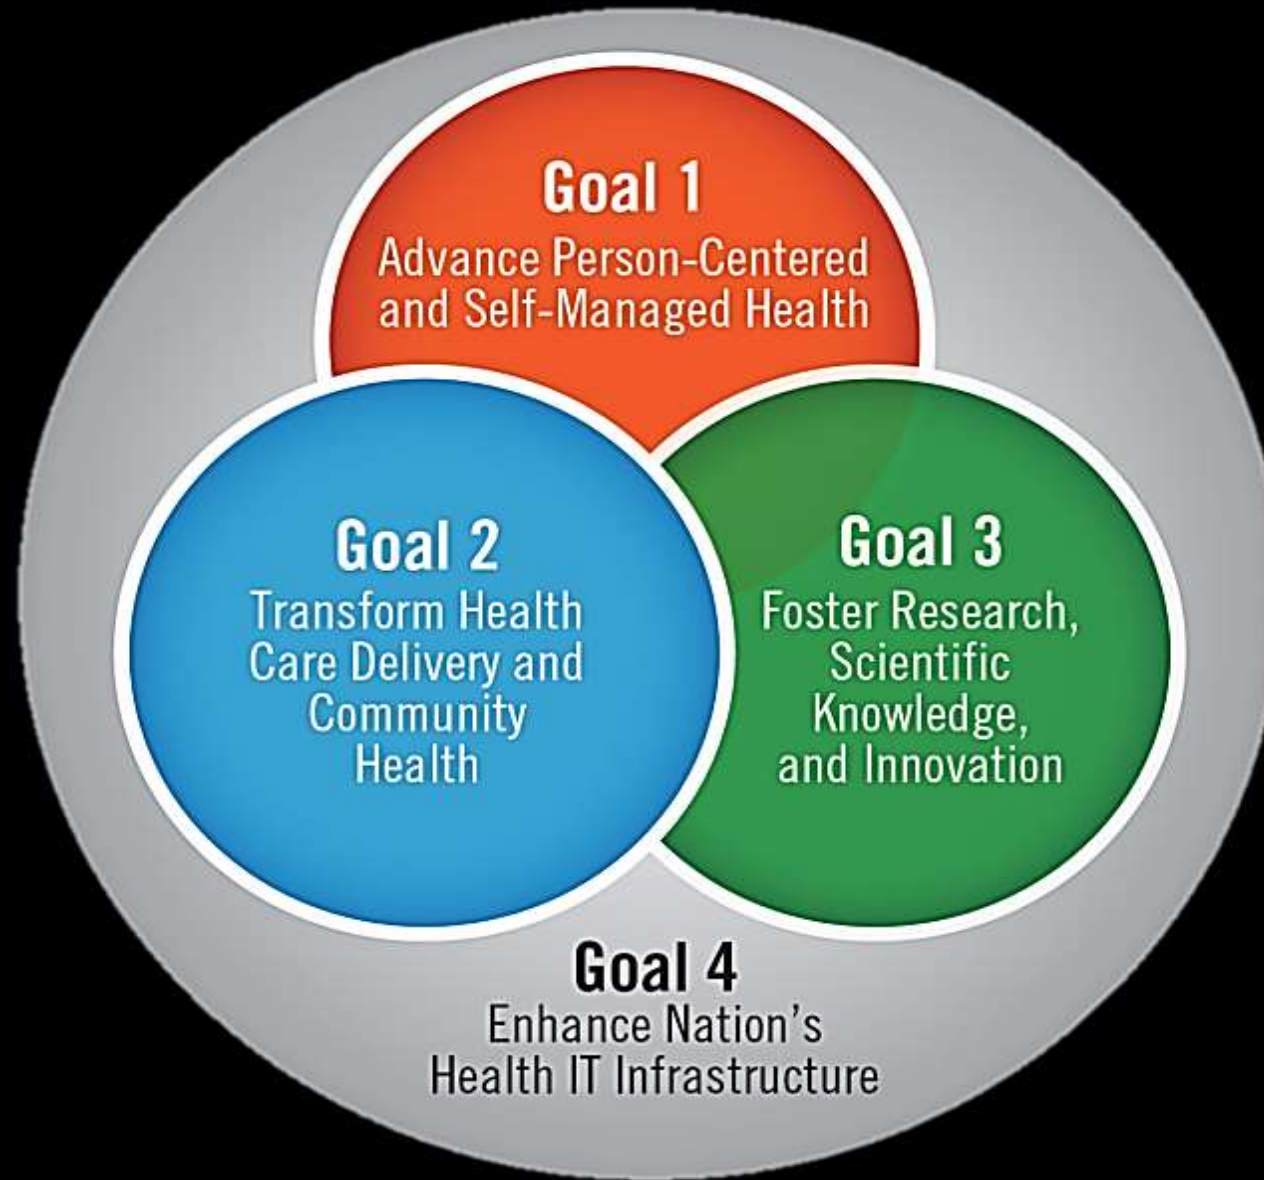 Goal 1
Advance Person-Centered
and Self-Managed Health
Goal 2
Transform Health
Care Delivery and
Community
Health
Goal 3
Foster Research,
Scientific
Knowledge,
and Innovation
Goal 4
Enhance Nation’s
Health IT Infrastructure